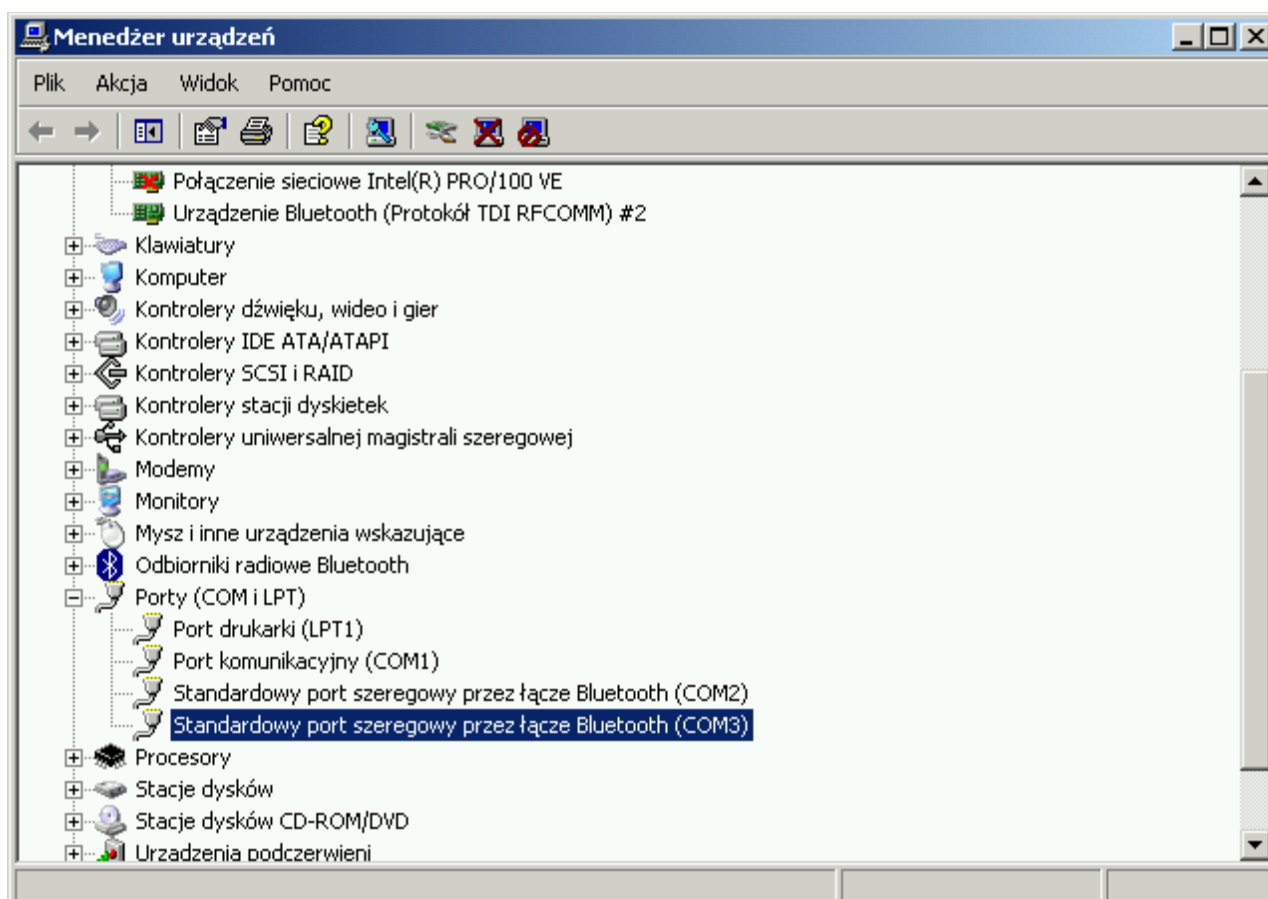 Menedżer urządzeń
Plik Akcja Widok Pomoc
Połączenie sieciowe Intel(R) PRO/100 VE
Urządzenie Bluetooth (Protokół TDI RFCOMM) #2
Klawiatury
Komputer
Kontrolery dźwięku, wideo i gier
Kontrolery IDE ATA/ATAPI
Kontrolery SCSI i RAID
Kontrolery stacji dyskietek
Kontrolery uniwersalnej magistrali szeregowej
Modemy
Monitory
Mysz i inne urządzenia wskazujące
Odbiorniki radiowe Bluetooth
Porty (COM i LPT)
Port drukarki (LPT1)
Port komunikacyjny (COM1)
Standardowy port szeregowy przez łącze Bluetooth (COM2)
Standardowy port szeregowy przez łącze Bluetooth (COM3)
Procesory
Stacje dysków
Stacje dysków CD-ROM/DVD
Urządzenia podczerwieni